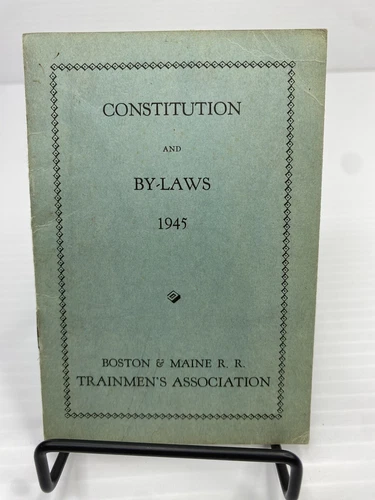 CONSTITUTION
AND
BY-LAWS
1945
BOSTON & MAINE R. R.
TRAINMEN'S ASSOCIATION